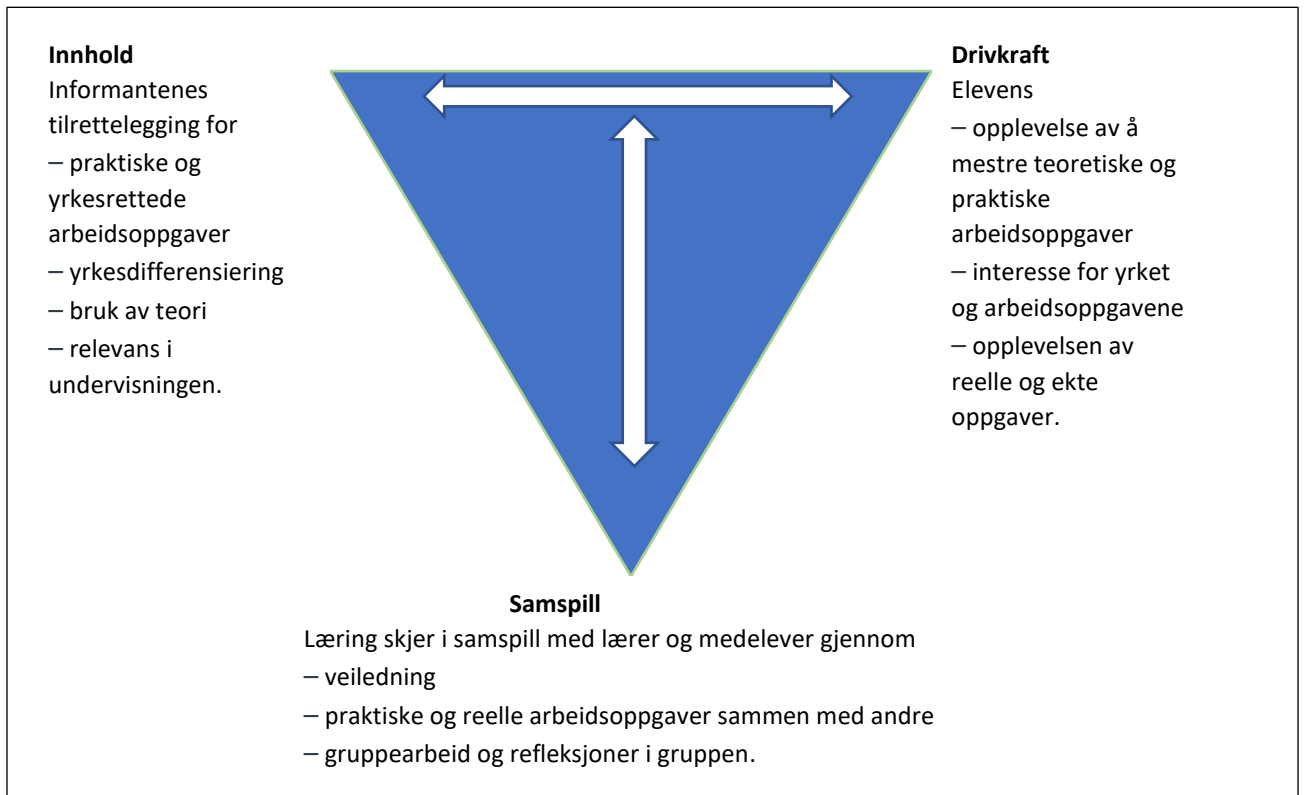 Innhold
Informantenes
tilrettelegging for
– praktiske og
yrkesrettede
arbeidsoppgaver
– yrkesdifferensiering
– bruk av teori
– relevans i
undervisningen.
Drivkraft
Elevens
– opplevelse av å
mestre teoretiske og
praktiske
arbeidsoppgaver
– interesse for yrket
og arbeidsoppgavene
– opplevelsen av
reelle og ekte
oppgaver.
Samspill
Læring skjer i samspill med lærer og medelever gjennom
– veiledning
– praktiske og reelle arbeidsoppgaver sammen med andre
– gruppearbeid og refleksjoner i gruppen.